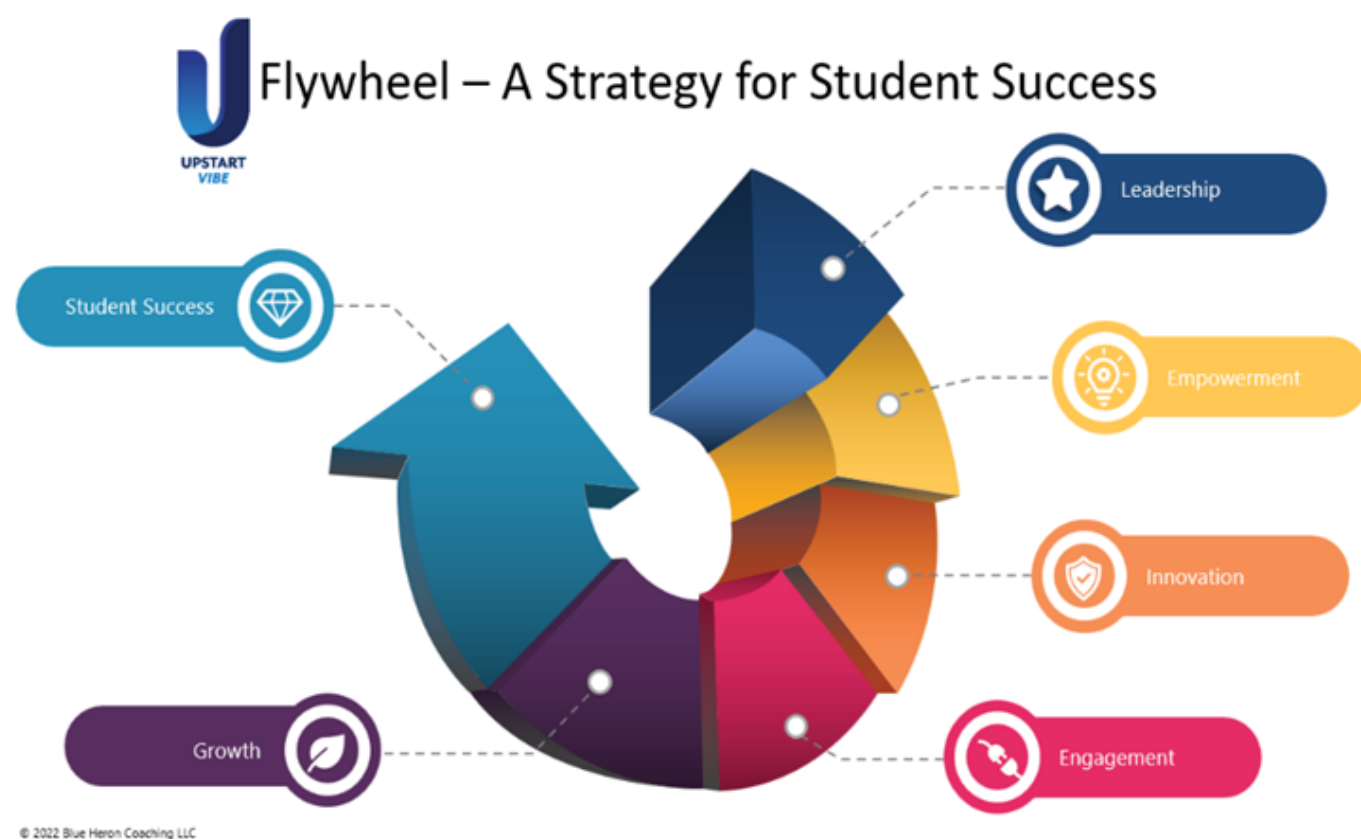 Flywheel – A Strategy for Student Success
UPSTART
VIBE
Leadership
Student Success
Empowerment
Innovation
Growth
Engagement
© 2022 Blue Heron Coaching LLC